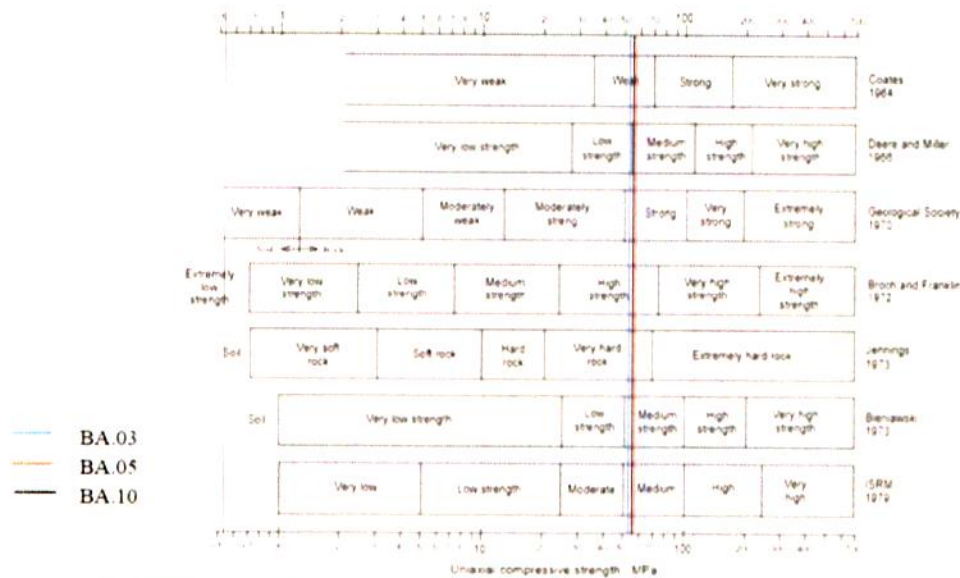 10
100
Very weak
Weak
Strong
Very strong
Coates
1964
Very low strength
Low
strength
Medium
strength
High
strength
Very high
strength
Deere and Miller
1966
Very weak
Weak
Moderately
weak
Moderately
strong
Strong
Very
strong
Extremely
strong
Geological Society
1970
Extremely
low
strength
Very low
strength
Low
strength
Medium
strength
High
strength
Very high
strength
Extremely
high
strength
Broch and Franklin
1972
Soil
Very soft
rock
Soft rock
Hard
rock
Very hard
rock
Extremely hard rock
Jennings
1973
Soil
Very low strength
Low
strength
Medium
strength
High
strength
Very high
strength
Bieniawski
1973
Very low
Low strength
Moderate
Medium
High
Very
high
ISRM
1979
10
100
Uniaxial compressive strength MPa
BA.03
BA.05
BA.10